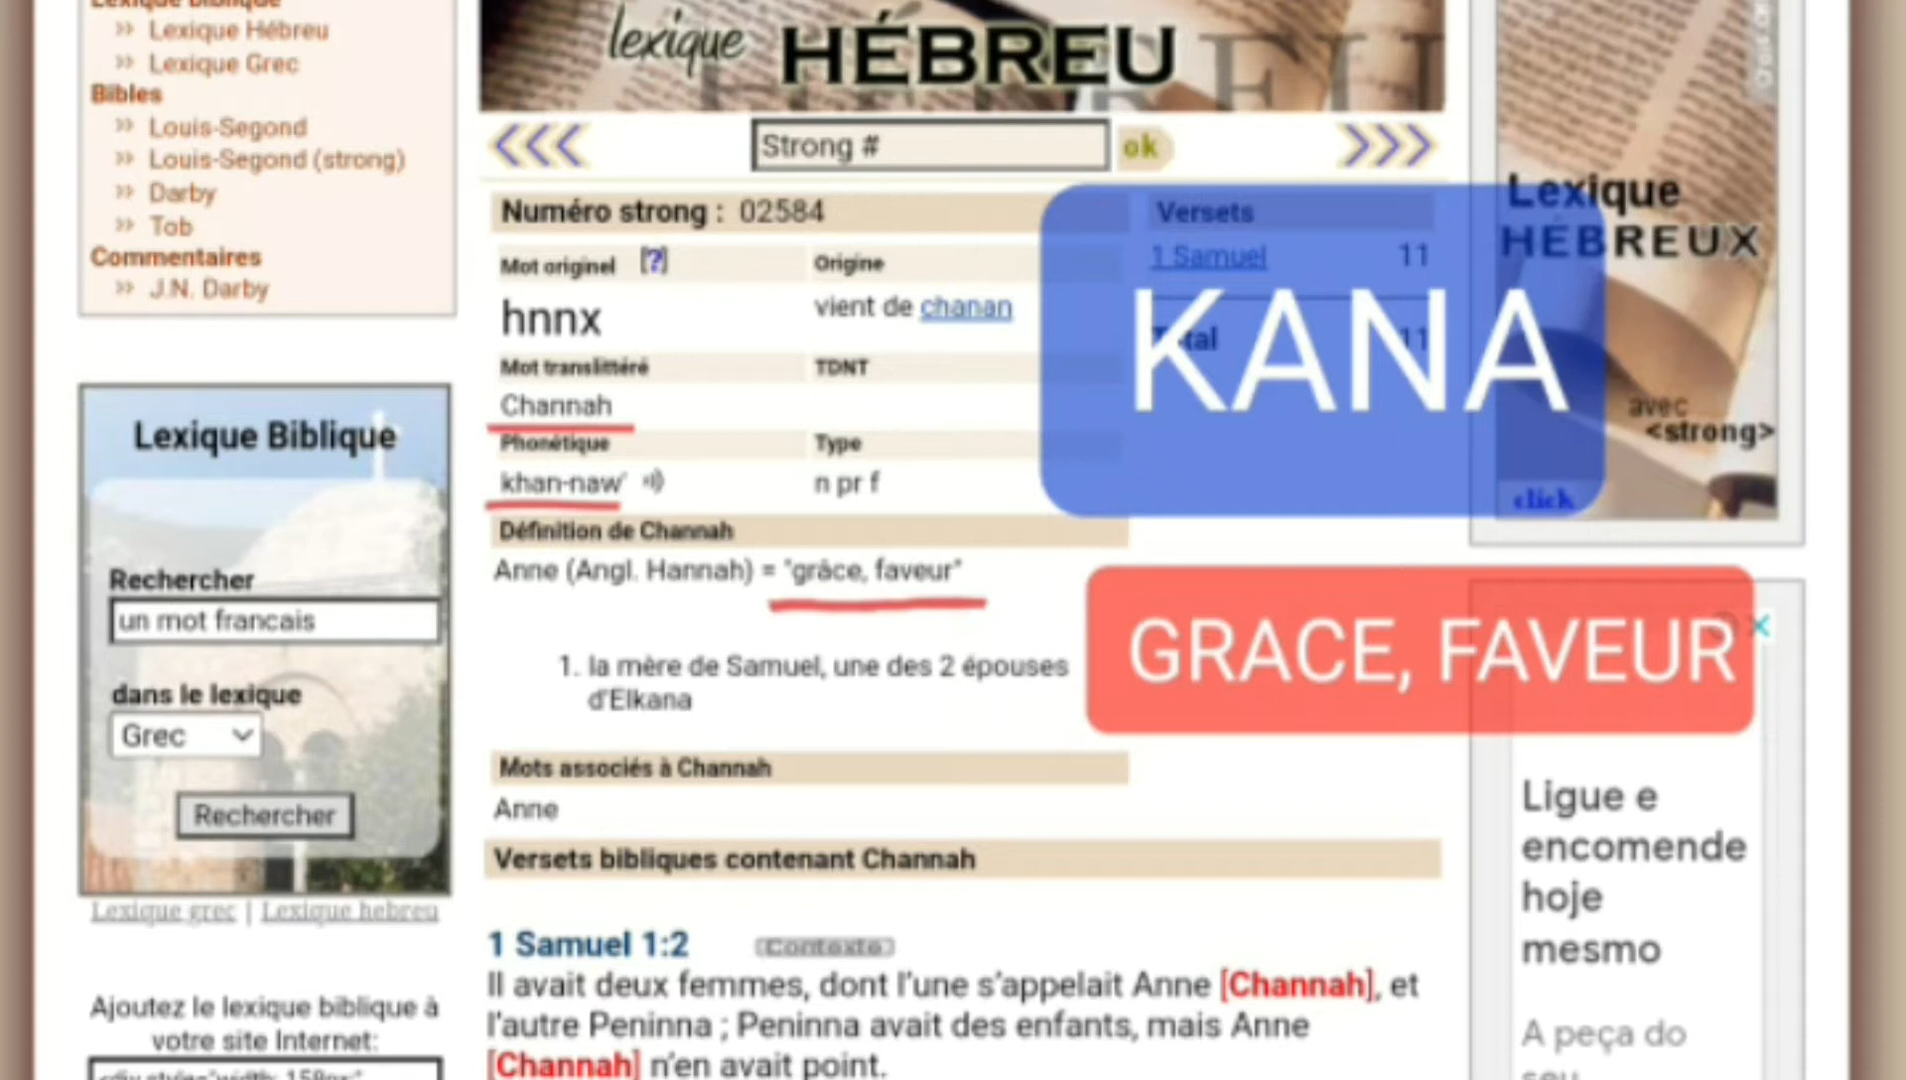 Lexique Biblique
Lexique Hébreu
Lexique Grec
Bibles
Louis-Segond
Louis-Segond (strong)
Darby
Tob
Commentaires
J.N. Darby
Lexique Biblique
Rechercher
un mot francais
dans le lexique
Grec
Rechercher
Lexique grec | Lexique hebreu
Ajoutez le lexique biblique à
votre site Internet:
lexique HÉBREU
<<< Strong # ok >>>
Numéro strong : 02584
Mot originel [?] Origine
hnnx vient de chanan
Mot translittéré TDNT
Channah
Phonétique Type
khan-naw' n pr f
Définition de Channah
Anne (Angl. Hannah) = "grâce, faveur"
1. la mère de Samuel, une des 2 épouses
d'Elkana
Mots associés à Channah
Anne
Versets bibliques contenant Channah
1 Samuel 1:2 Contexte
Il avait deux femmes, dont l'une s'appelait Anne [Channah], et
l'autre Peninna ; Peninna avait des enfants, mais Anne
[Channah] n'en avait point.
Versets
1 Samuel 11
Total 11
KANA
GRACE, FAVEUR
Lexique
HÉBREUX
avec
<strong>
click
Ligue e
encomende
hoje
mesmo
A peça do
seu